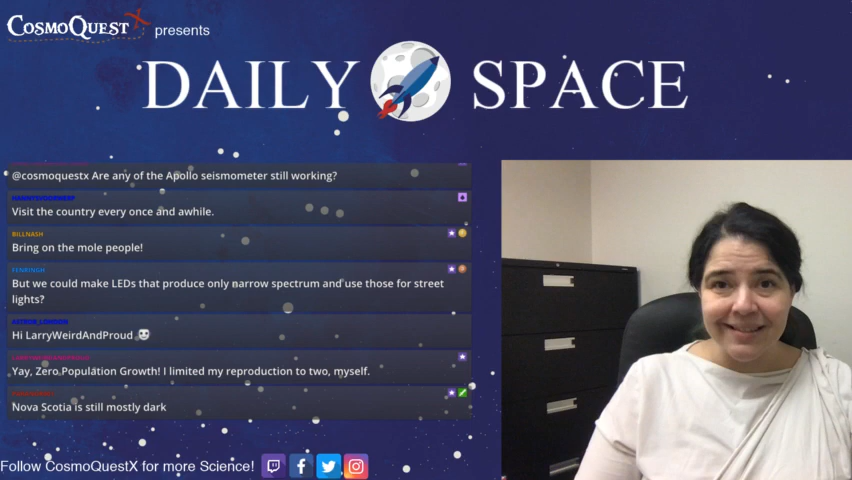 COSMOQUEST X presents
DAILY SPACE
@cosmoquestx Are any of the Apollo seismometer still working?
Visit the country every once and awhile.
BILLNASH
Bring on the mole people!
FENRINGH
But we could make LEDs that produce only narrow spectrum and use those for street
lights?
Hi LarryWeirdAndProud
Yay, Zero Population Growth! I limited my reproduction to two, myself.
Nova Scotia is still mostly dark
Follow CosmoQuestX for more Science!